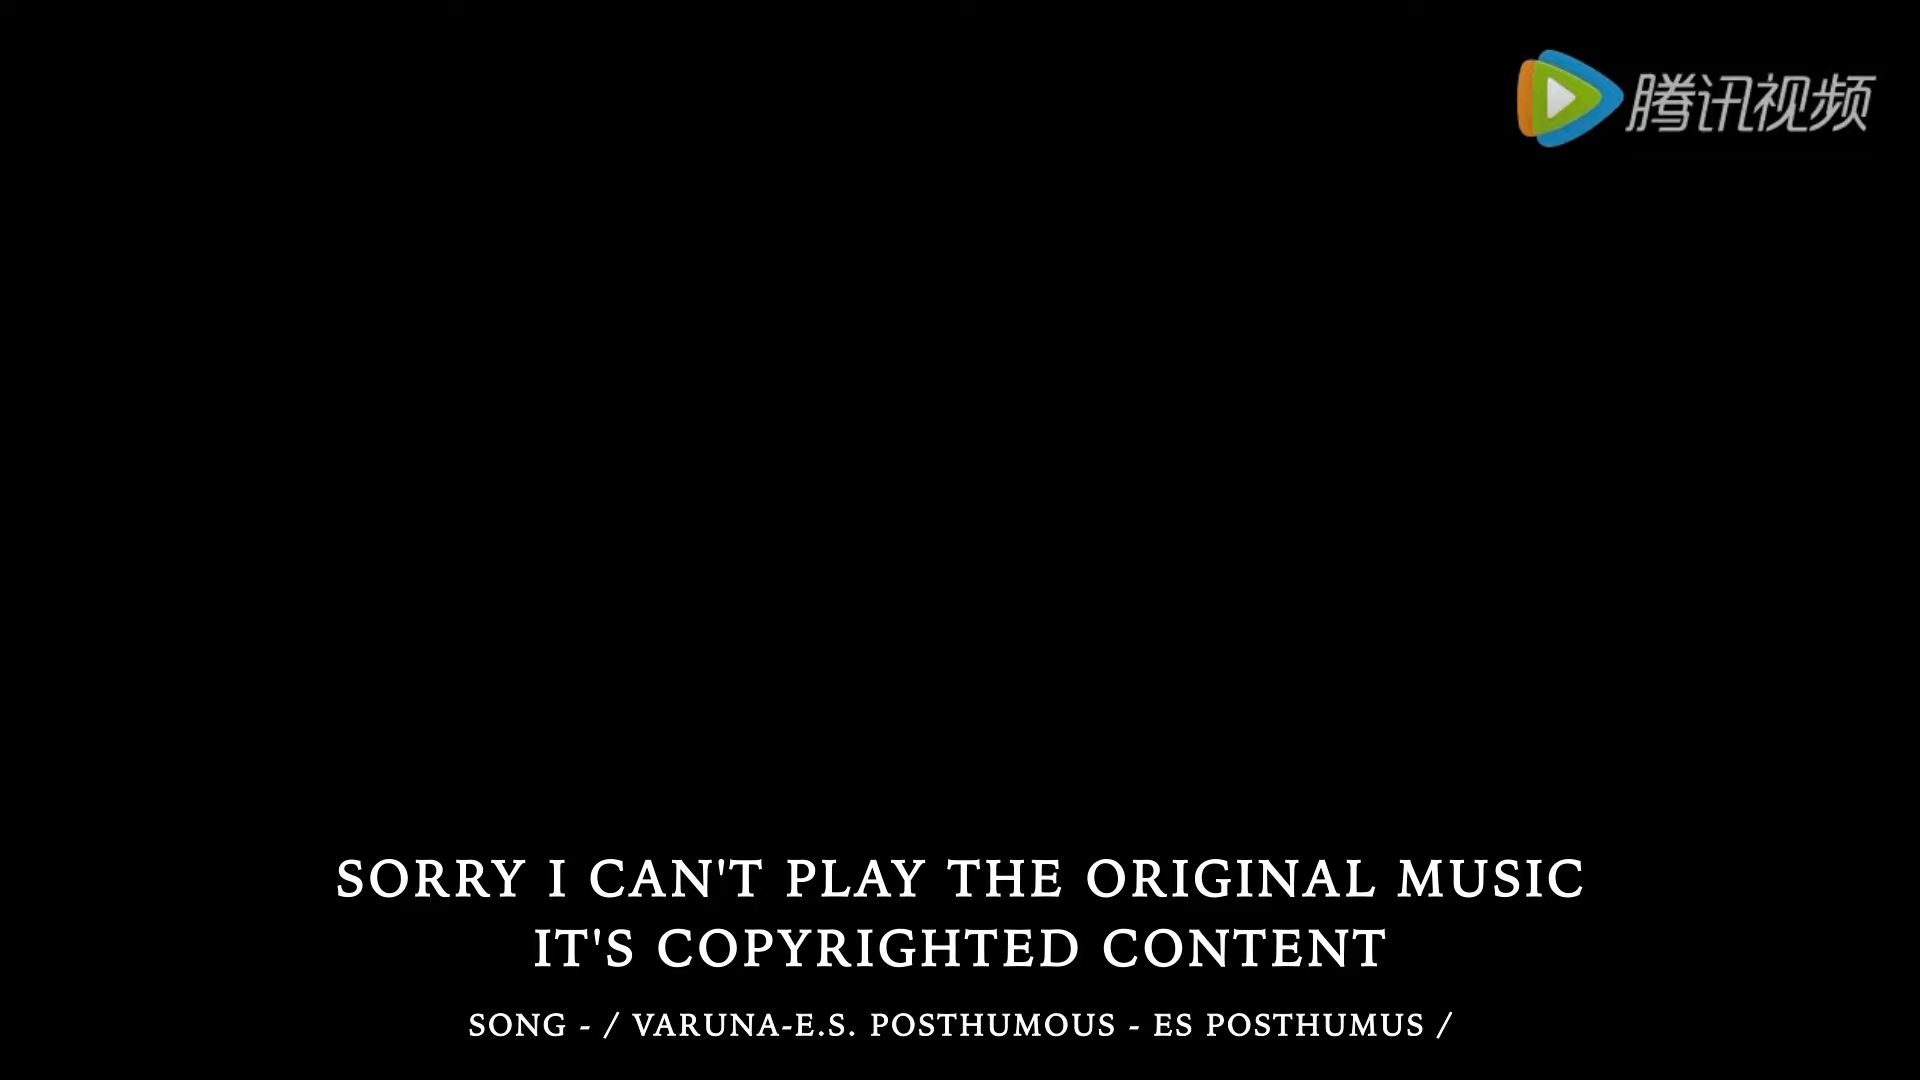 腾讯视频
SORRY I CAN'T PLAY THE ORIGINAL MUSIC
IT'S COPYRIGHTED CONTENT
SONG - / VARUNA-E.S. POSTHUMOUS - ES POSTHUMUS /